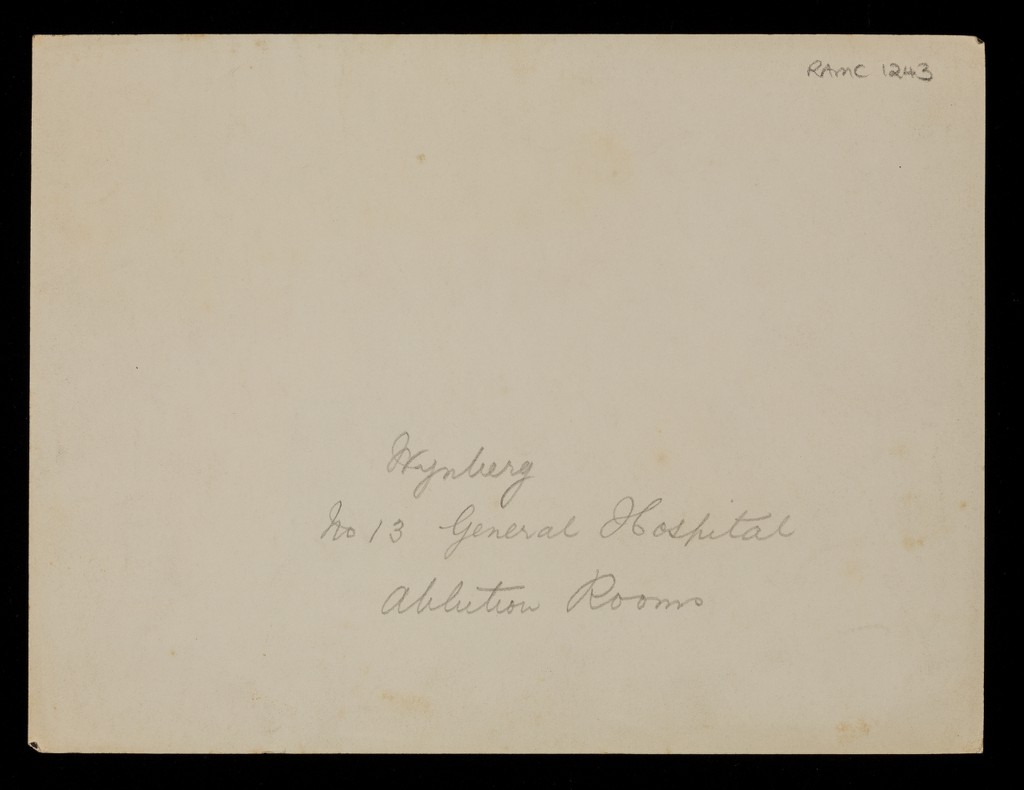 RAMC 1243
Wynberg
No 13 General Hospital
Ablution Rooms